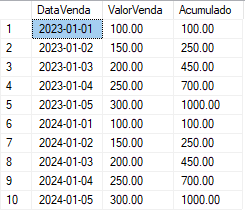 DataVenda ValorVenda Acumulado
1 2023-01-01 100.00 100.00
2 2023-01-02 150.00 250.00
3 2023-01-03 200.00 450.00
4 2023-01-04 250.00 700.00
5 2023-01-05 300.00 1000.00
6 2024-01-01 100.00 100.00
7 2024-01-02 150.00 250.00
8 2024-01-03 200.00 450.00
9 2024-01-04 250.00 700.00
10 2024-01-05 300.00 1000.00